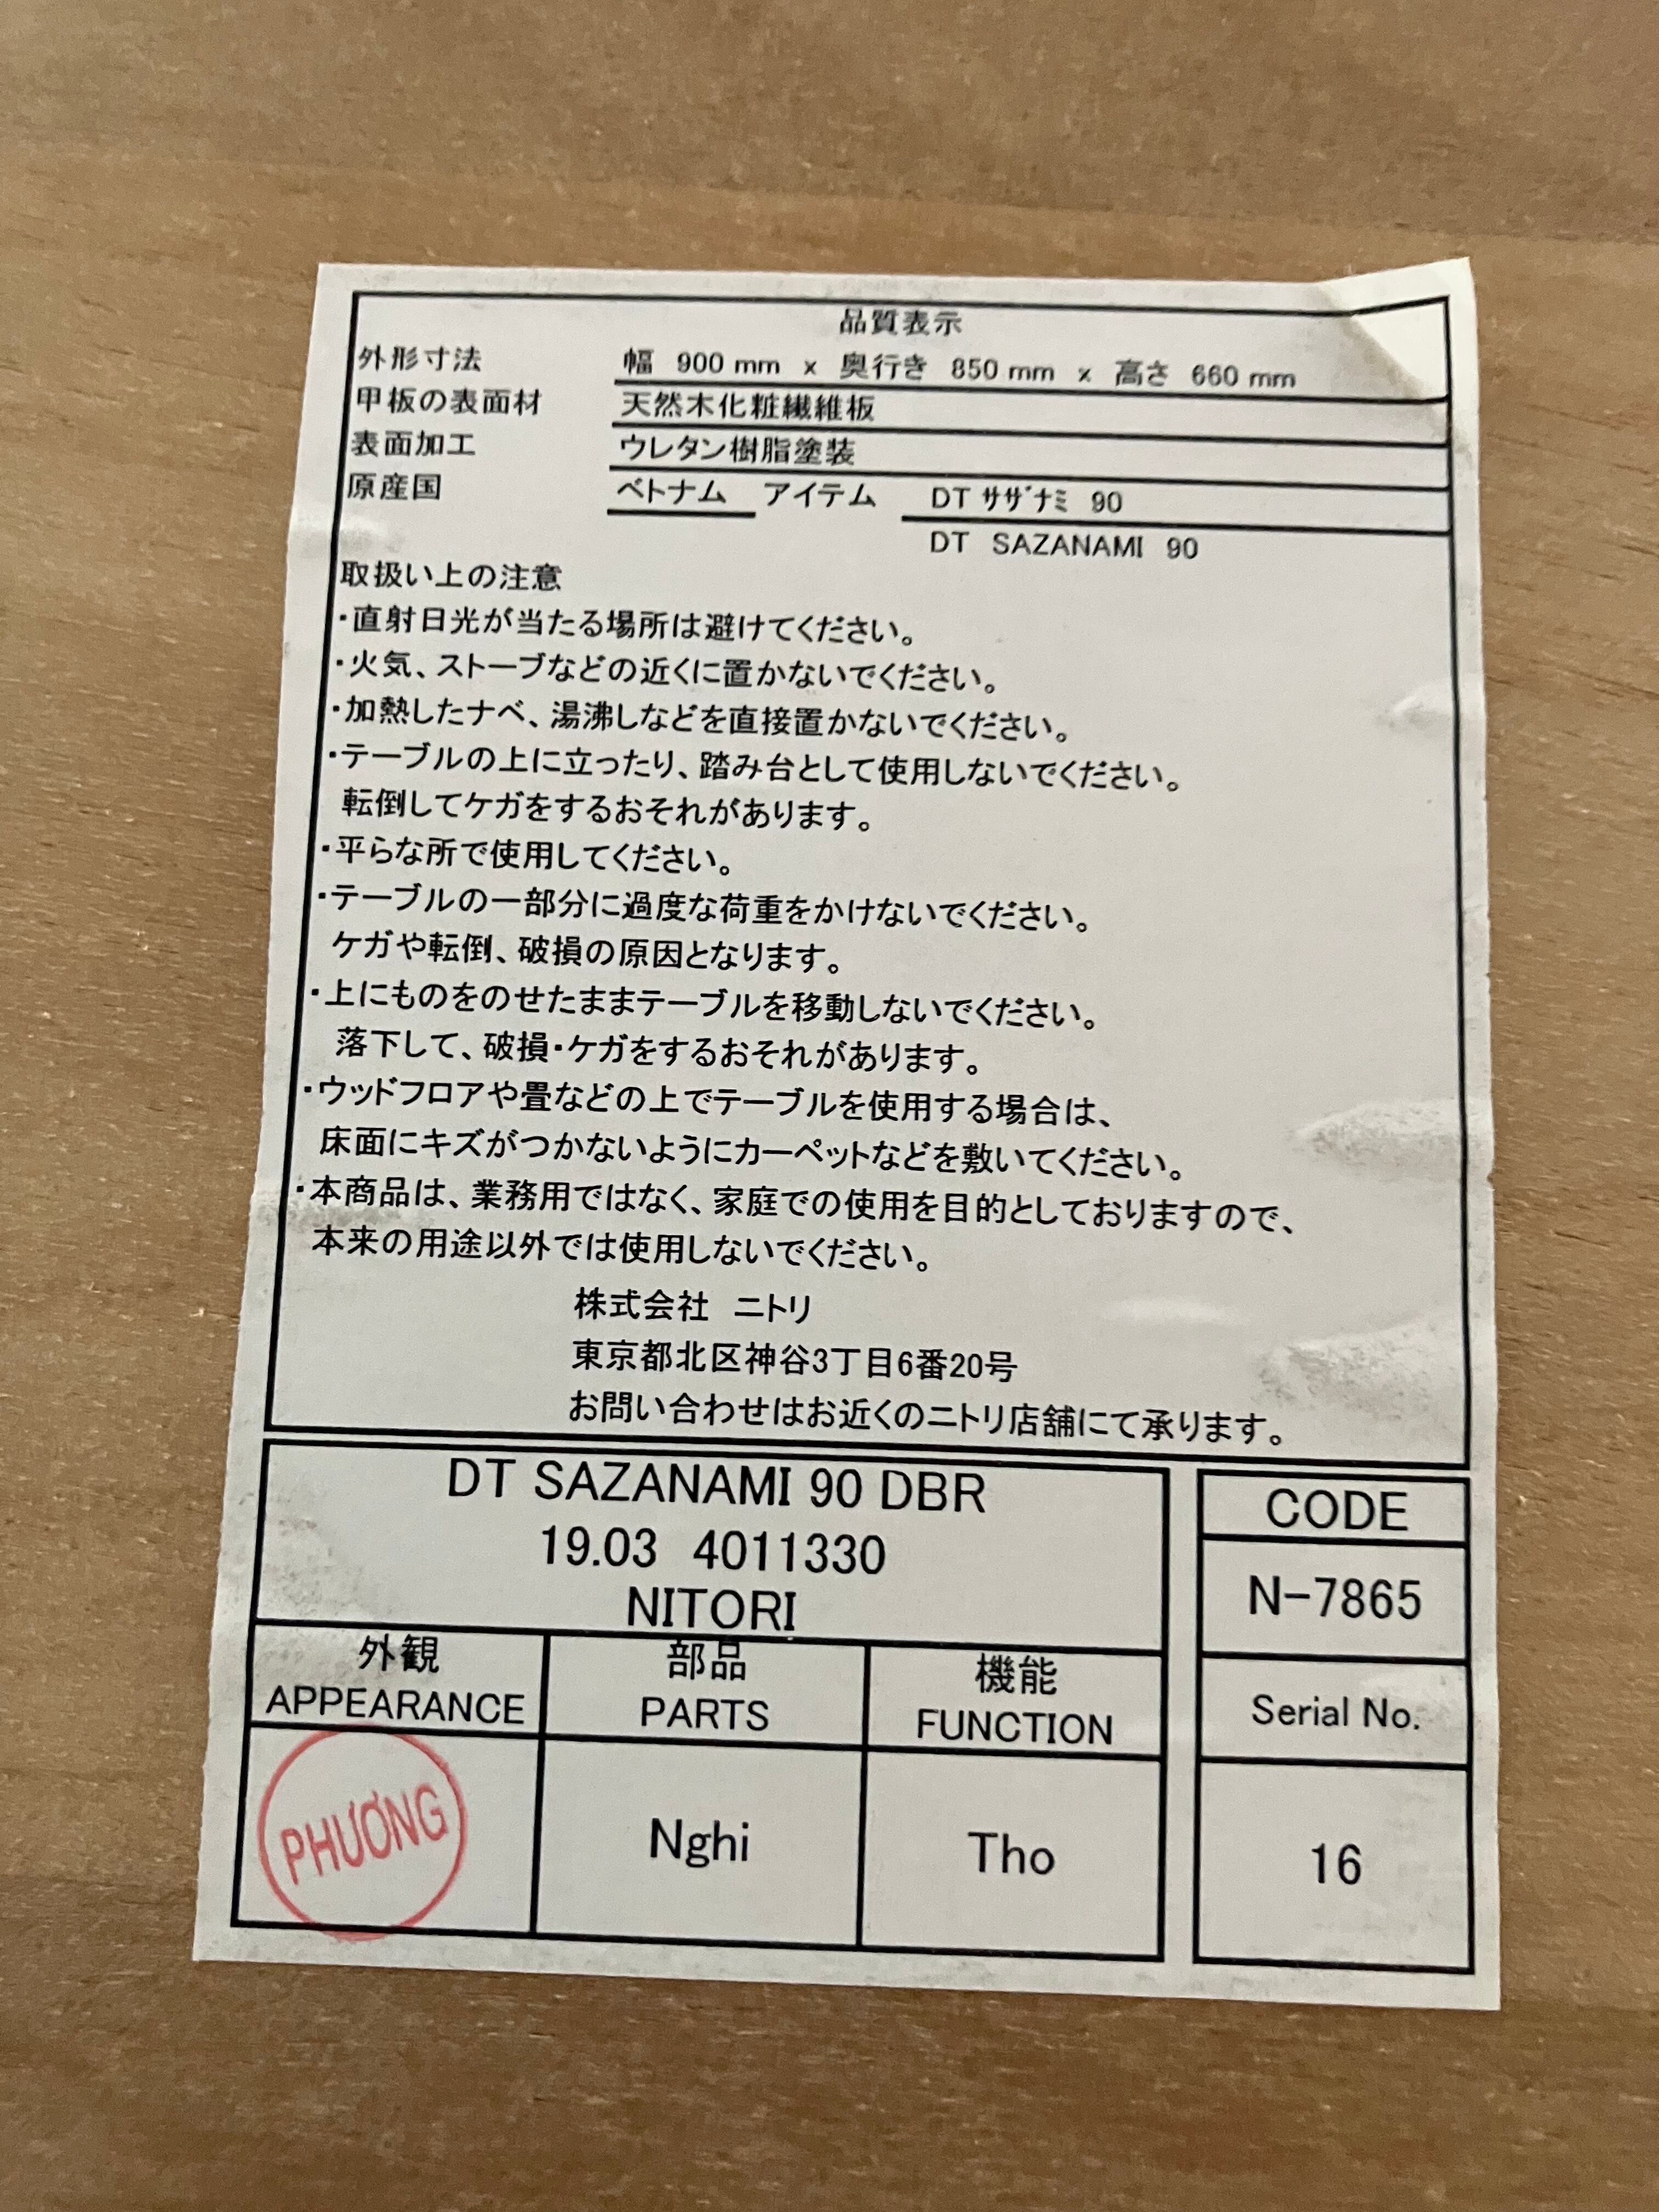 品質表示
外形寸法 幅 900 mm x 奥行き 850 mm x 高さ 660 mm
甲板の表面材 天然木化粧繊維板
表面加工 ウレタン樹脂塗装
原産国 ベトナム アイテム DT ｻｻﾞﾅﾐ 90
DT SAZANAMI 90
取扱い上の注意
・直射日光が当たる場所は避けてください。
・火気、ストーブなどの近くに置かないでください。
・加熱したナベ、湯沸しなどを直接置かないでください。
・テーブルの上に立ったり、踏み台として使用しないでください。
転倒してケガをするおそれがあります。
・平らな所で使用してください。
・テーブルの一部分に過度な荷重をかけないでください。
ケガや転倒、破損の原因となります。
・上にものをのせたままテーブルを移動しないでください。
落下して、破損・ケガをするおそれがあります。
・ウッドフロアや畳などの上でテーブルを使用する場合は、
床面にキズがつかないようにカーペットなどを敷いてください。
・本商品は、業務用ではなく、家庭での使用を目的としておりますので、
本来の用途以外では使用しないでください。
株式会社 ニトリ
東京都北区神谷3丁目6番20号
お問い合わせはお近くのニトリ店舗にて承ります。
DT SAZANAMI 90 DBR
19.03 4011330
NITORI
外観 部品 機能
APPEARANCE PARTS FUNCTION
PHƯƠNG Nghi Tho
CODE
N-7865
Serial No.
16